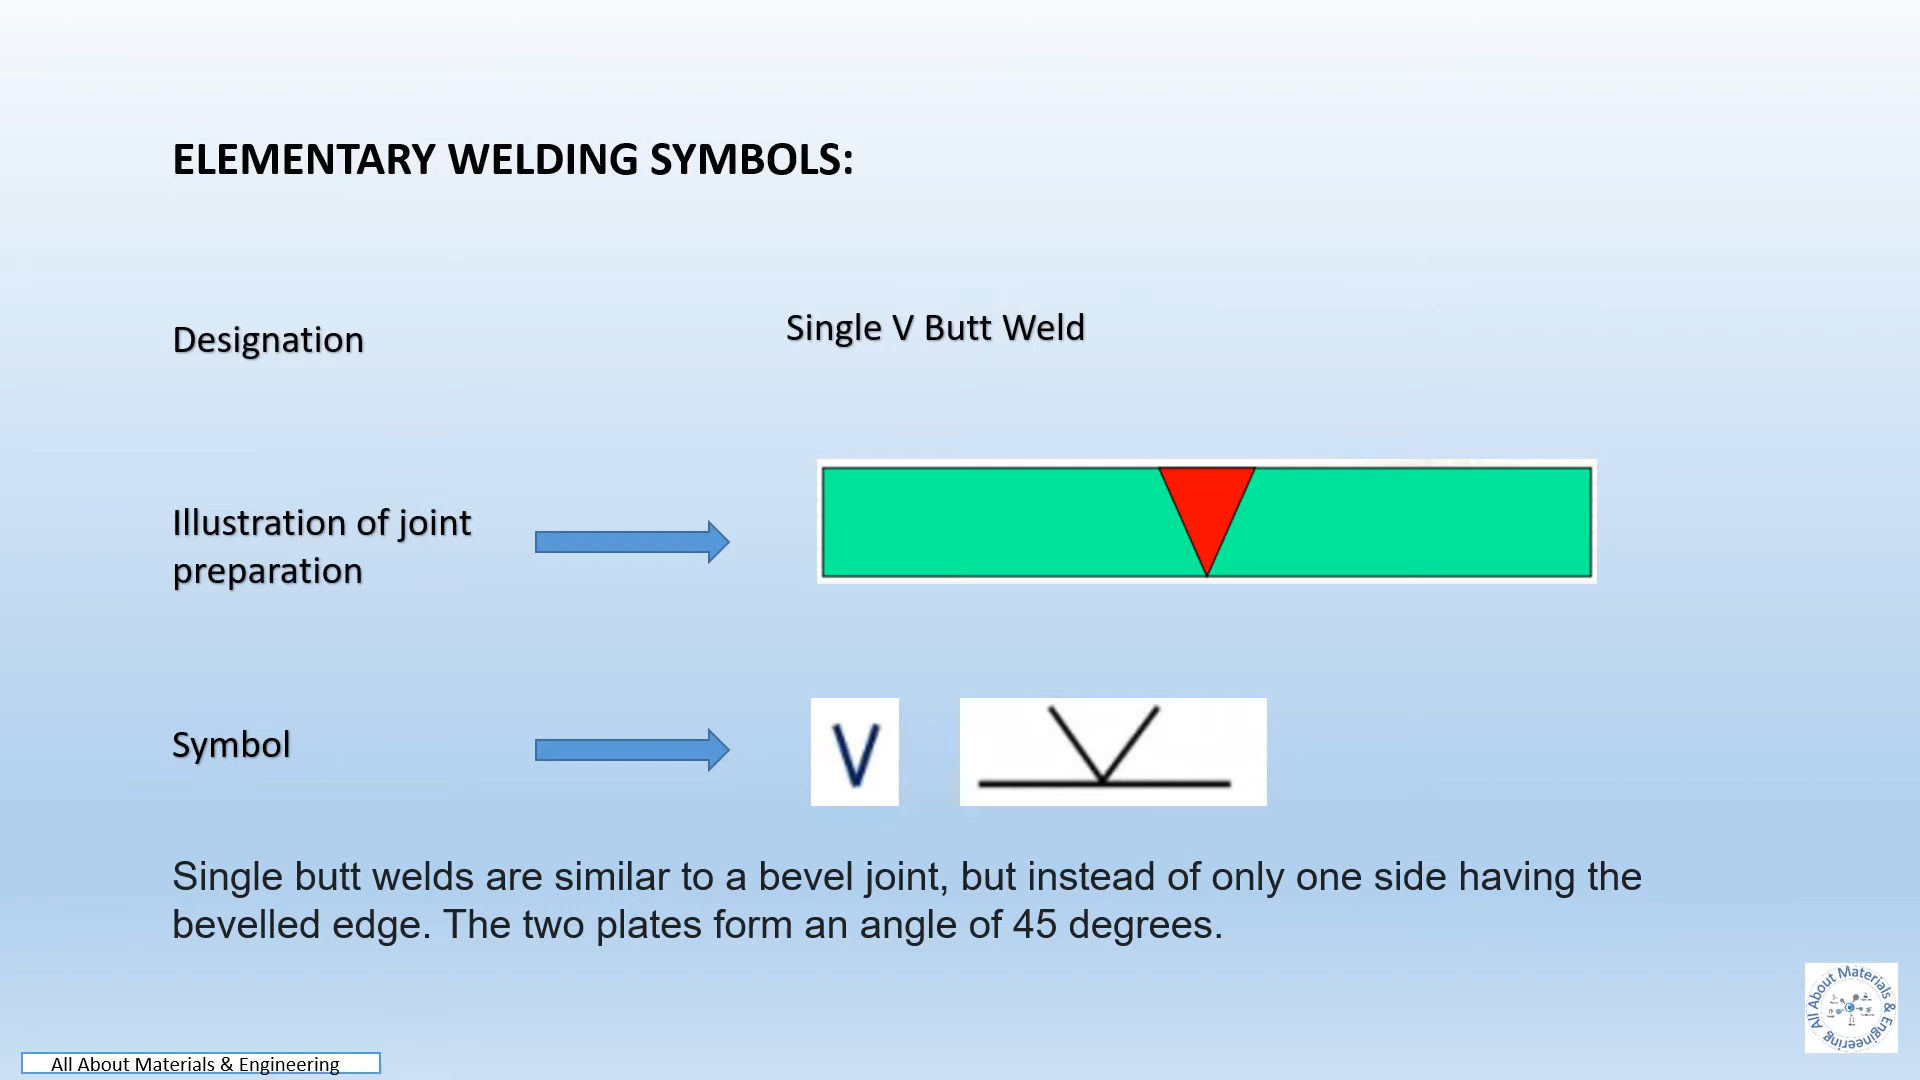 ELEMENTARY WELDING SYMBOLS:
Designation
Single V Butt Weld
Illustration of joint
preparation
Symbol
V
Single butt welds are similar to a bevel joint, but instead of only one side having the
bevelled edge. The two plates form an angle of 45 degrees.
All About Materials & Engineering
All About Materials & Engineering